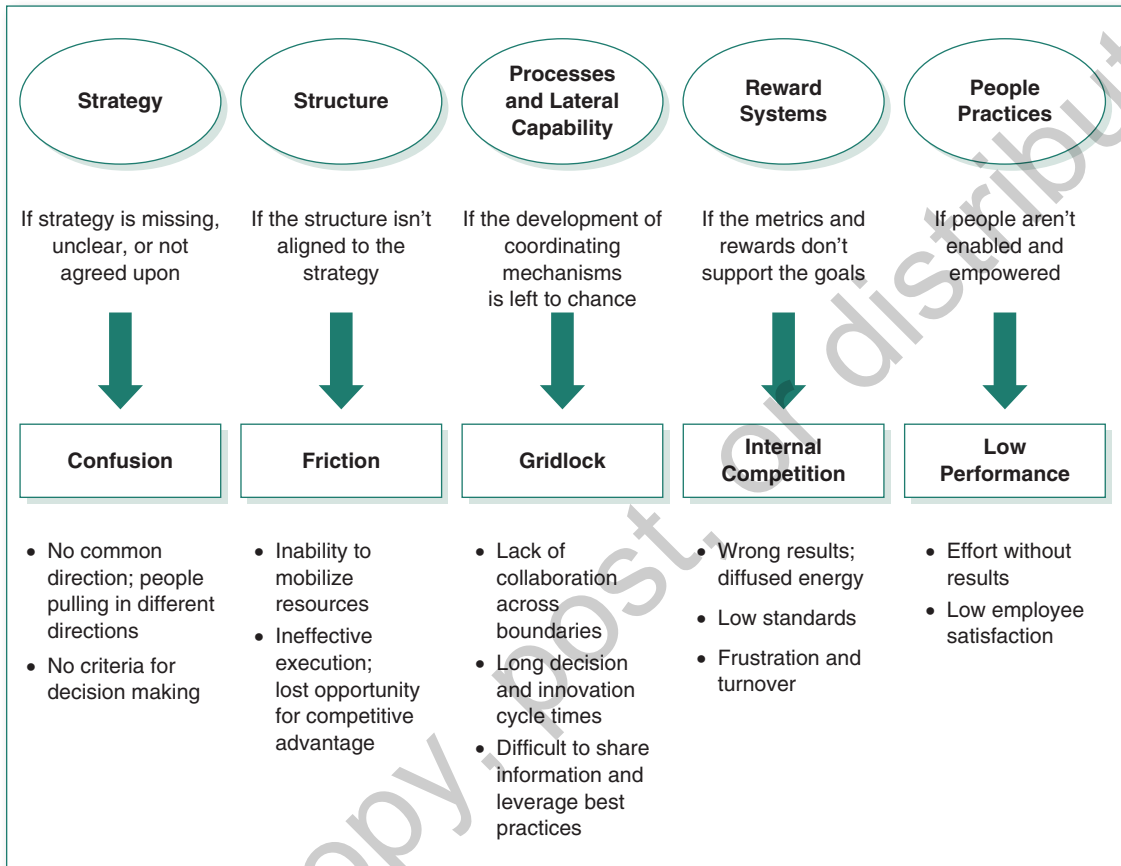 Strategy
Structure
Processes
and Lateral
Capability
Reward
Systems
People
Practices
If strategy is missing,
unclear, or not
agreed upon
If the structure isn't
aligned to the
strategy
If the development of
coordinating
mechanisms
is left to chance
If the metrics and
rewards don't
support the goals
If people aren't
enabled and
empowered
Confusion
Friction
Gridlock
Internal
Competition
Low
Performance
• No common
direction; people
pulling in different
directions
• No criteria for
decision making
• Inability to
mobilize
resources
• Ineffective
execution;
lost opportunity
for competitive
advantage
• Lack of
collaboration
across
boundaries
• Long decision
and innovation
cycle times
• Difficult to share
information and
leverage best
practices
• Wrong results;
diffused energy
• Low standards
• Frustration and
turnover
• Effort without
results
• Low employee
satisfaction
opy, post, or distribut